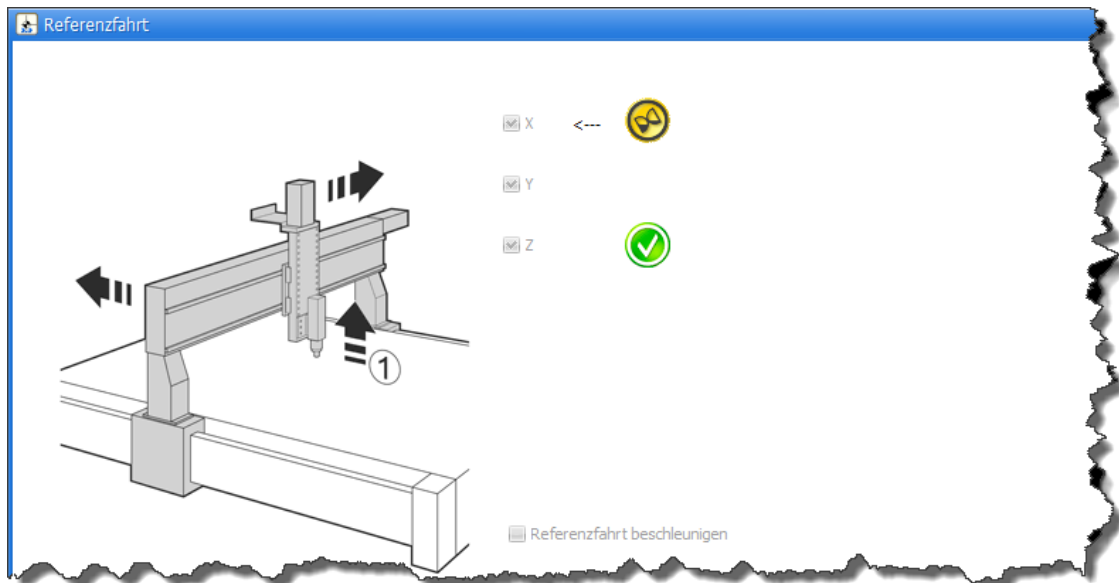 Referenzfahrt
X <---
Y
Z
1
Referenzfahrt beschleunigen